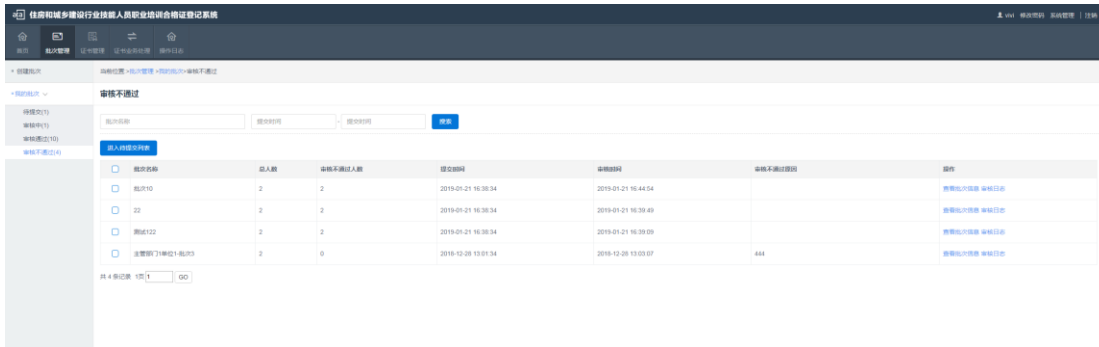 住房和城乡建设行业技能人员职业培训合格证登记系统
vivi 修改密码 系统管理 | 注销
首页 批次管理 证书管理 证书业务处理 操作日志
创建批次
当前位置 >批次管理 >我的批次>审核不通过
我的批次
审核不通过
待提交(1)
审核中(1)
审核通过(10)
审核不通过(4)
批次名称 提交时间 - 提交时间 搜索
进入待提交列表
批次名称 总人数 审核不通过人数 提交时间 审核时间 审核不通过原因 操作
批次10 2 2 2019-01-21 16:38:34 2019-01-21 16:44:54 查看批次信息 审核日志
22 2 2 2019-01-21 16:38:34 2019-01-21 16:39:49 查看批次信息 审核日志
测试122 2 2 2019-01-21 16:38:34 2019-01-21 16:39:09 查看批次信息 审核日志
主管部门1单位1-批次3 2 0 2018-12-28 13:01:34 2018-12-28 13:03:07 444 查看批次信息 审核日志
共 4 条记录 1页 1 GO